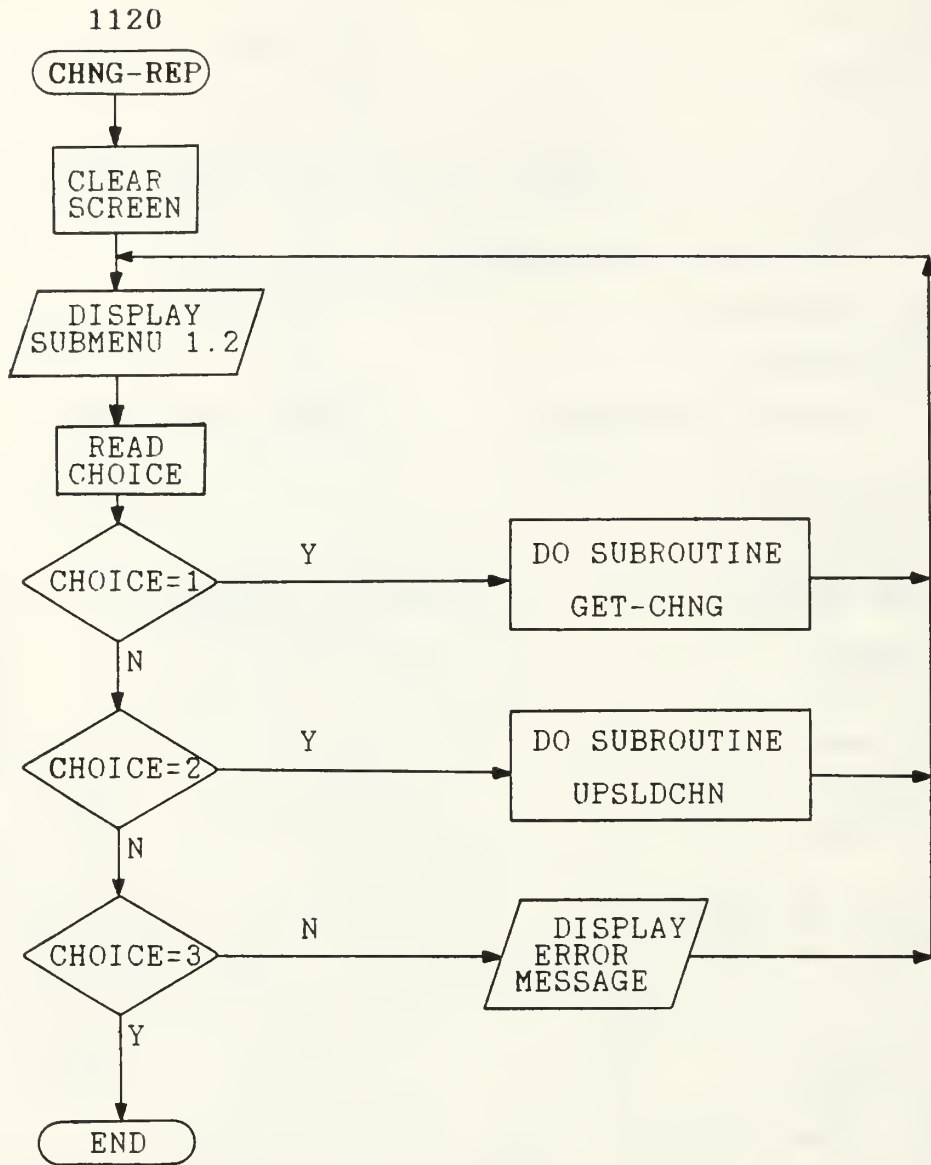 1120
CHNG-REP
CLEAR
SCREEN
DISPLAY
SUBMENU 1.2
READ
CHOICE
CHOICE=1
Y
DO SUBROUTINE
GET-CHNG
N
CHOICE=2
Y
DO SUBROUTINE
UPSLDCHN
N
CHOICE=3
N
DISPLAY
ERROR
MESSAGE
Y
END